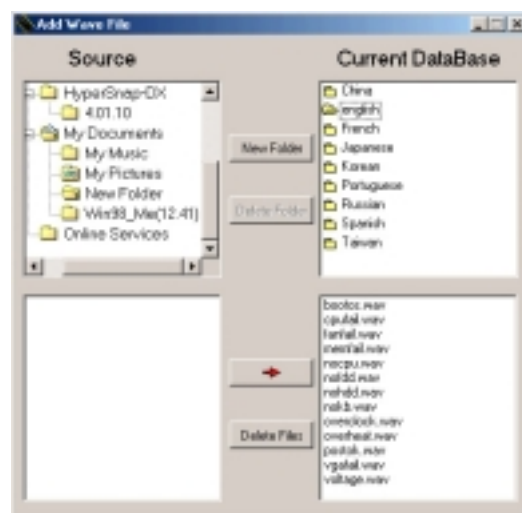 Add Wave File
Source
Current DataBase
HyperSnap-DX
4.01.10
My Documents
My Music
My Pictures
New Folder
Win98_Me(12.41)
Online Services
New Folder
Delete Folder
China
english
French
Japanese
Korean
Portuguese
Russian
Spanish
Taiwan
Delete Files
bootos.wav
cpufail.wav
fanfail.wav
memfail.wav
nocpu.wav
nofdd.wav
nohdd.wav
nokb.wav
overclock.wav
overheat.wav
postok.wav
vgafail.wav
voltage.wav